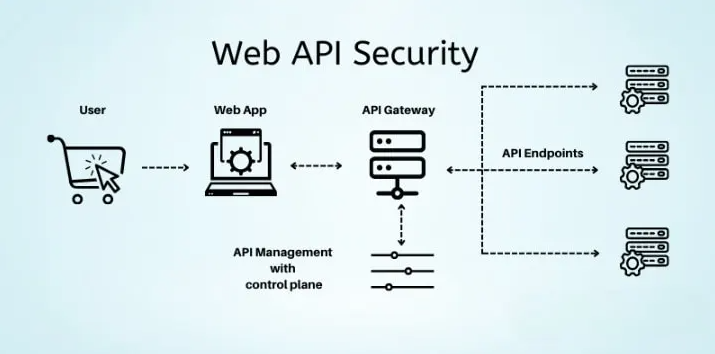 Web API Security
User
Web App
API Gateway
API Endpoints
API Management
with
control plane